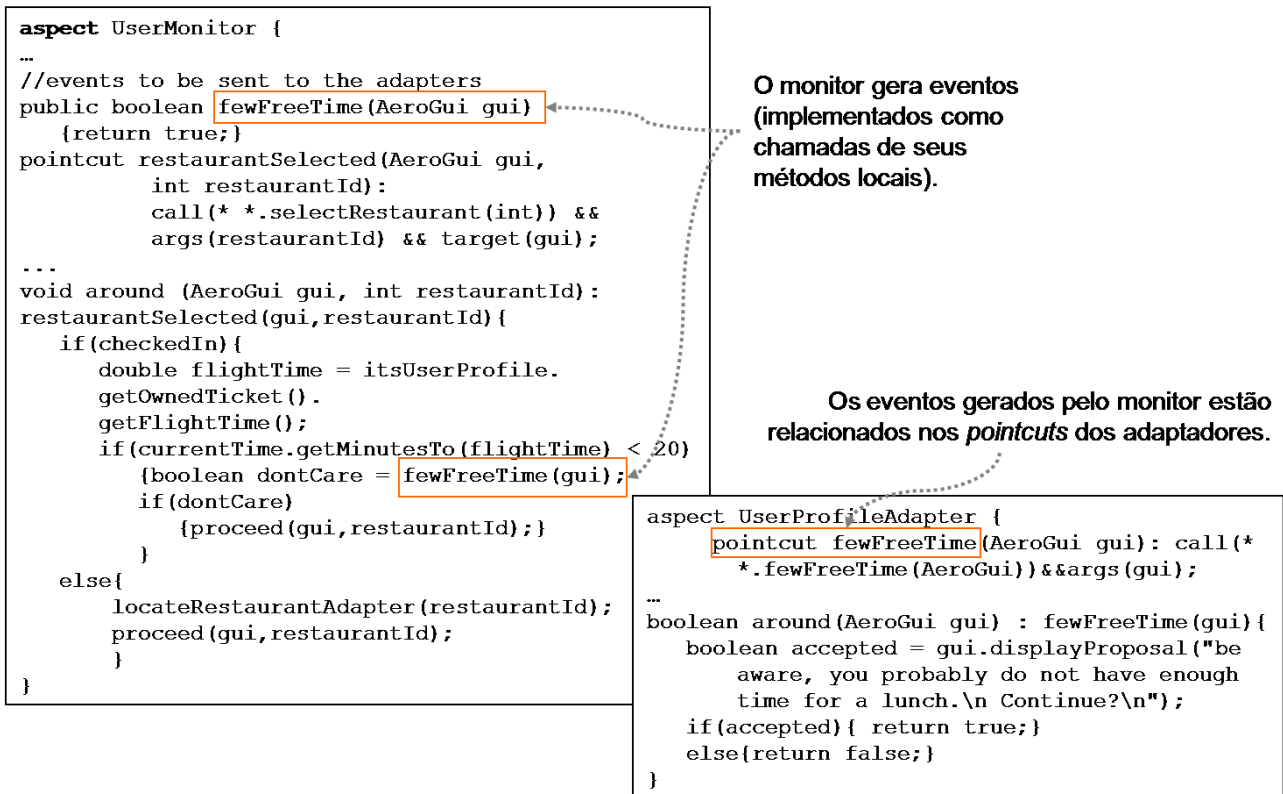 aspect UserMonitor {
…
//events to be sent to the adapters
public boolean fewFreeTime(AeroGui gui)
{return true;}
pointcut restaurantSelected(AeroGui gui,
int restaurantId):
call(* *.selectRestaurant(int)) &&
args(restaurantId) && target(gui);
...
void around (AeroGui gui, int restaurantId):
restaurantSelected(gui,restaurantId){
if(checkedIn){
double flightTime = itsUserProfile.
getOwnedTicket().
getFlightTime();
if(currentTime.getMinutesTo(flightTime) < 20)
{boolean dontCare = fewFreeTime(gui);
if(dontCare)
{proceed(gui,restaurantId);}
}
else{
locateRestaurantAdapter(restaurantId);
proceed(gui,restaurantId);
}
}
O monitor gera eventos
(implementados como
chamadas de seus
métodos locais).
Os eventos gerados pelo monitor estão
relacionados nos pointcuts dos adaptadores.
aspect UserProfileAdapter {
pointcut fewFreeTime(AeroGui gui): call(*
*.fewFreeTime(AeroGui))&&args(gui);
…
boolean around(AeroGui gui) : fewFreeTime(gui){
boolean accepted = gui.displayProposal("be
aware, you probably do not have enough
time for a lunch.\n Continue?\n");
if(accepted){ return true;}
else{return false;}
}